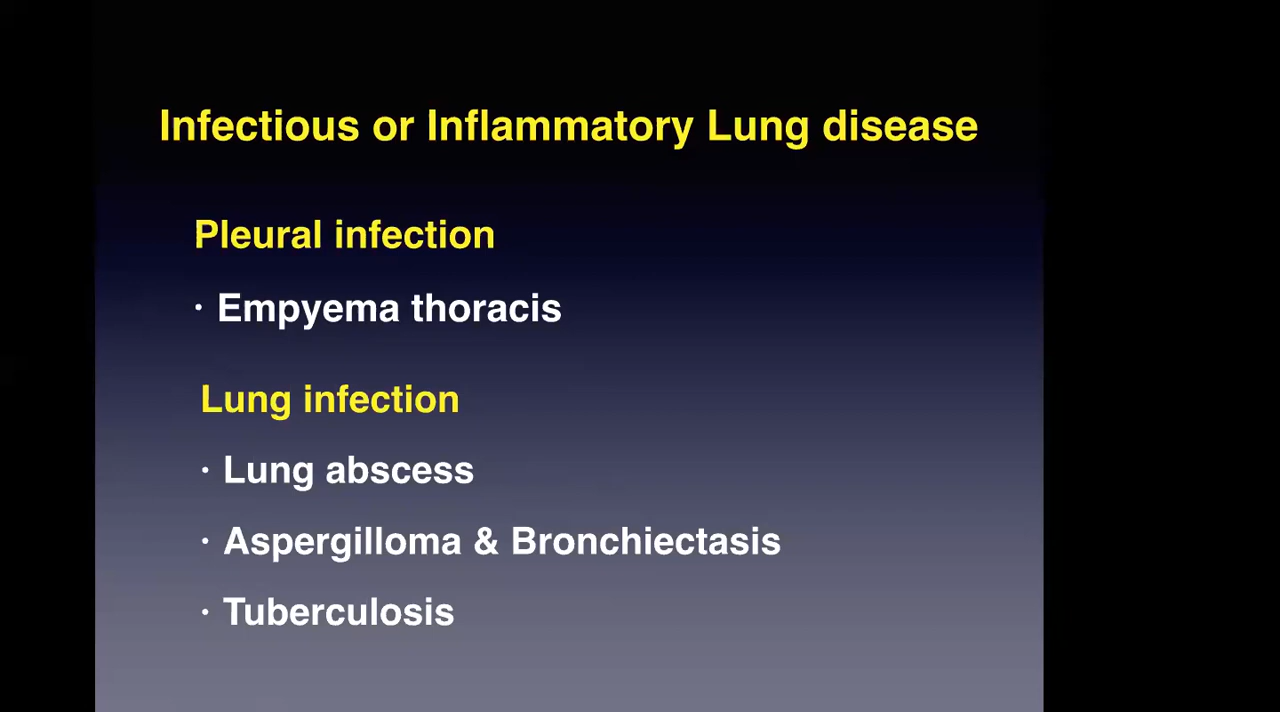 Infectious or Inflammatory Lung disease
Pleural infection
· Empyema thoracis
Lung infection
· Lung abscess
· Aspergilloma & Bronchiectasis
· Tuberculosis